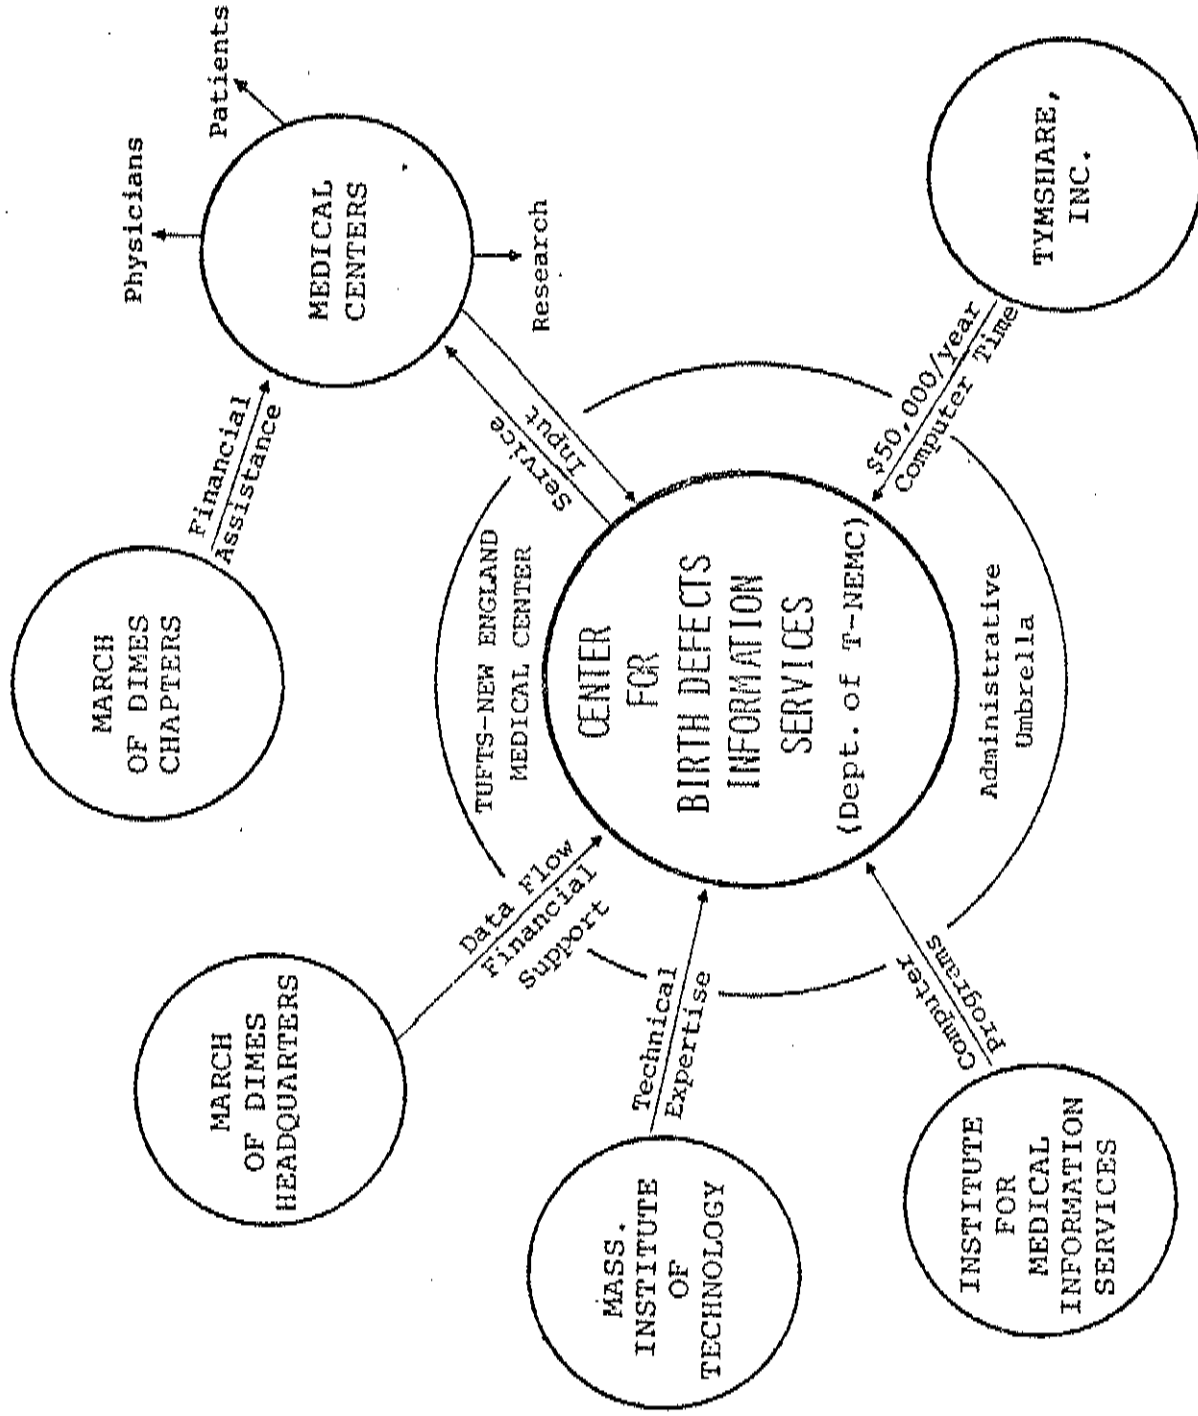 MARCH
OF DIMES
HEADQUARTERS
MARCH
OF DIMES
CHAPTERS
Financial
Assistance
MEDICAL
CENTERS
Physicians
Patients
Research
Data Flow
Financial
Support
Service
Input
TUFTS-NEW ENGLAND
MEDICAL CENTER
MASS.
INSTITUTE
OF
TECHNOLOGY
Technical
Expertise
CENTER
FOR
BIRTH DEFECTS
INFORMATION
SERVICES
(Dept. of T-NEMC)
INSTITUTE
FOR
MEDICAL
INFORMATION
SERVICES
Computer
Programs
Administrative
Umbrella
$50,000/year
Computer Time
TYMSHARE,
INC.